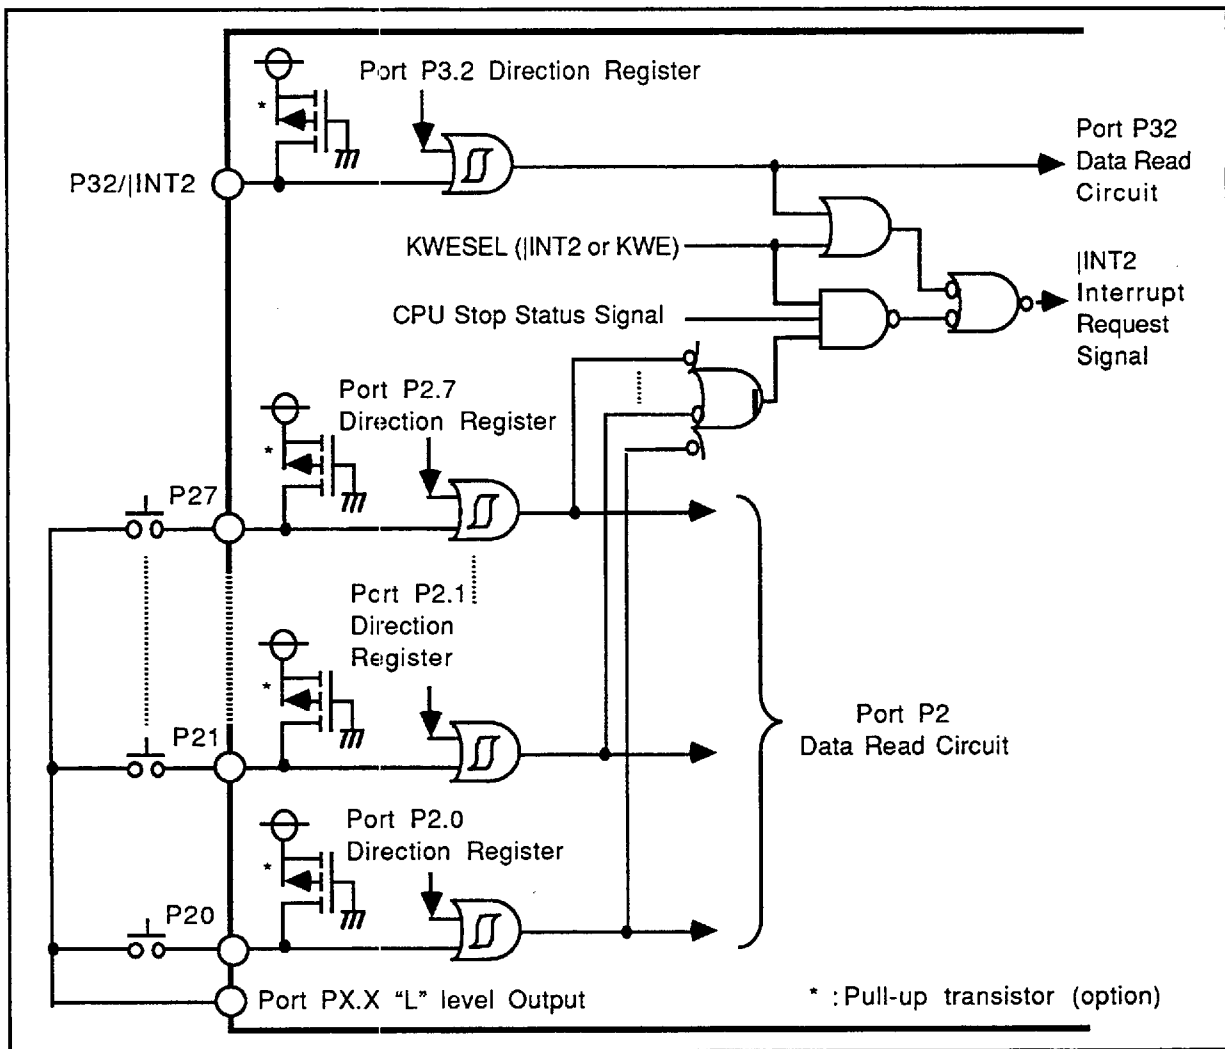 *
Port P3.2 Direction Register
P32/|INT2
Port P32
Data Read
Circuit
KWESEL (|INT2 or KWE)
CPU Stop Status Signal
|INT2
Interrupt
Request
Signal
*
Port P2.7
Direction Register
P27
*
Port P2.1
Direction
Register
P21
Port P2
Data Read Circuit
*
Port P2.0
Direction Register
P20
Port PX.X "L" level Output
* : Pull-up transistor (option)